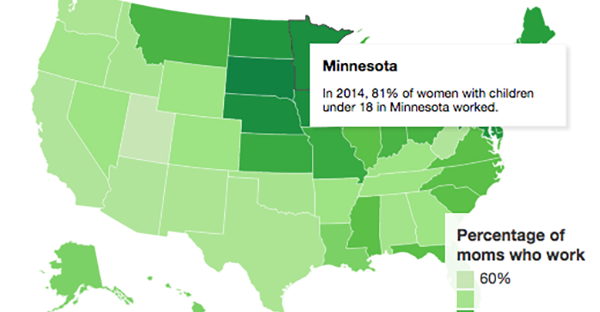 Minnesota
In 2014, 81% of women with children
under 18 in Minnesota worked.
Percentage of
moms who work
60%